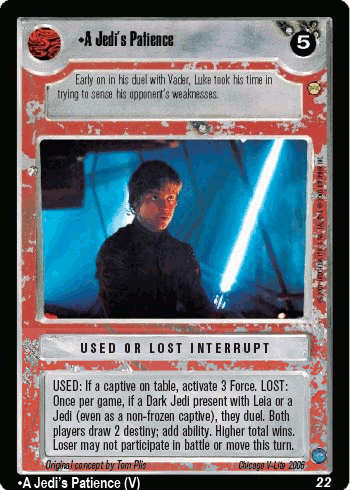 •A Jedi's Patience
5
Early on in his duel with Vader, Luke took his time in
trying to sense his opponent's weaknesses.
USED OR LOST INTERRUPT
USED: If a captive on table, activate 3 Force. LOST:
Once per game, if a Dark Jedi present with Leia or a
Jedi (even as a non-frozen captive), they duel. Both
players draw 2 destiny; add ability. Higher total wins.
Loser may not participate in battle or move this turn.
Original concept by Tom Plis Chicago V-Lite 2006
•A Jedi's Patience (V) 22